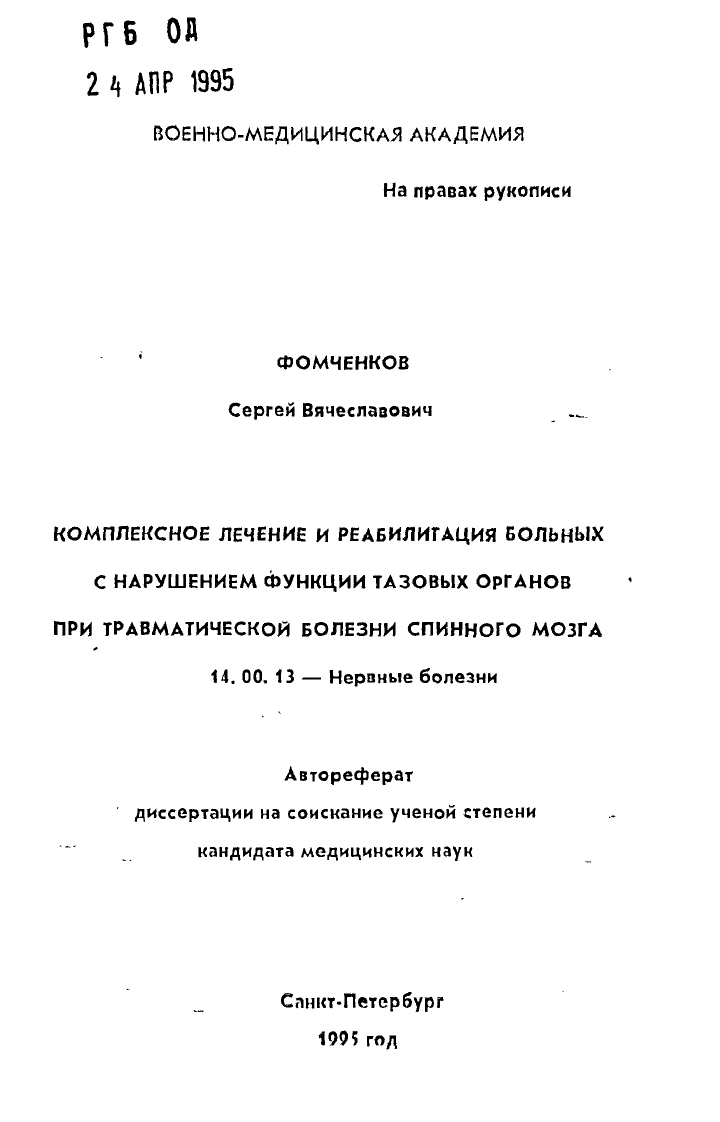 РГБ ОД
24 АПР 1995
ВОЕННО-МЕДИЦИНСКАЯ АКАДЕМИЯ
На правах рукописи
ФОМЧЕНКОВ
Сергей Вячеславович
КОМПЛЕКСНОЕ ЛЕЧЕНИЕ И РЕАБИЛИТАЦИЯ БОЛЬНЫХ
С НАРУШЕНИЕМ ФУНКЦИИ ТАЗОВЫХ ОРГАНОВ
ПРИ ТРАВМАТИЧЕСКОЙ БОЛЕЗНИ СПИННОГО МОЗГА
14. 00. 13 — Нервные болезни
Автореферат
диссертации на соискание ученой степени
кандидата медицинских наук
Санкт-Петербург
1995 год